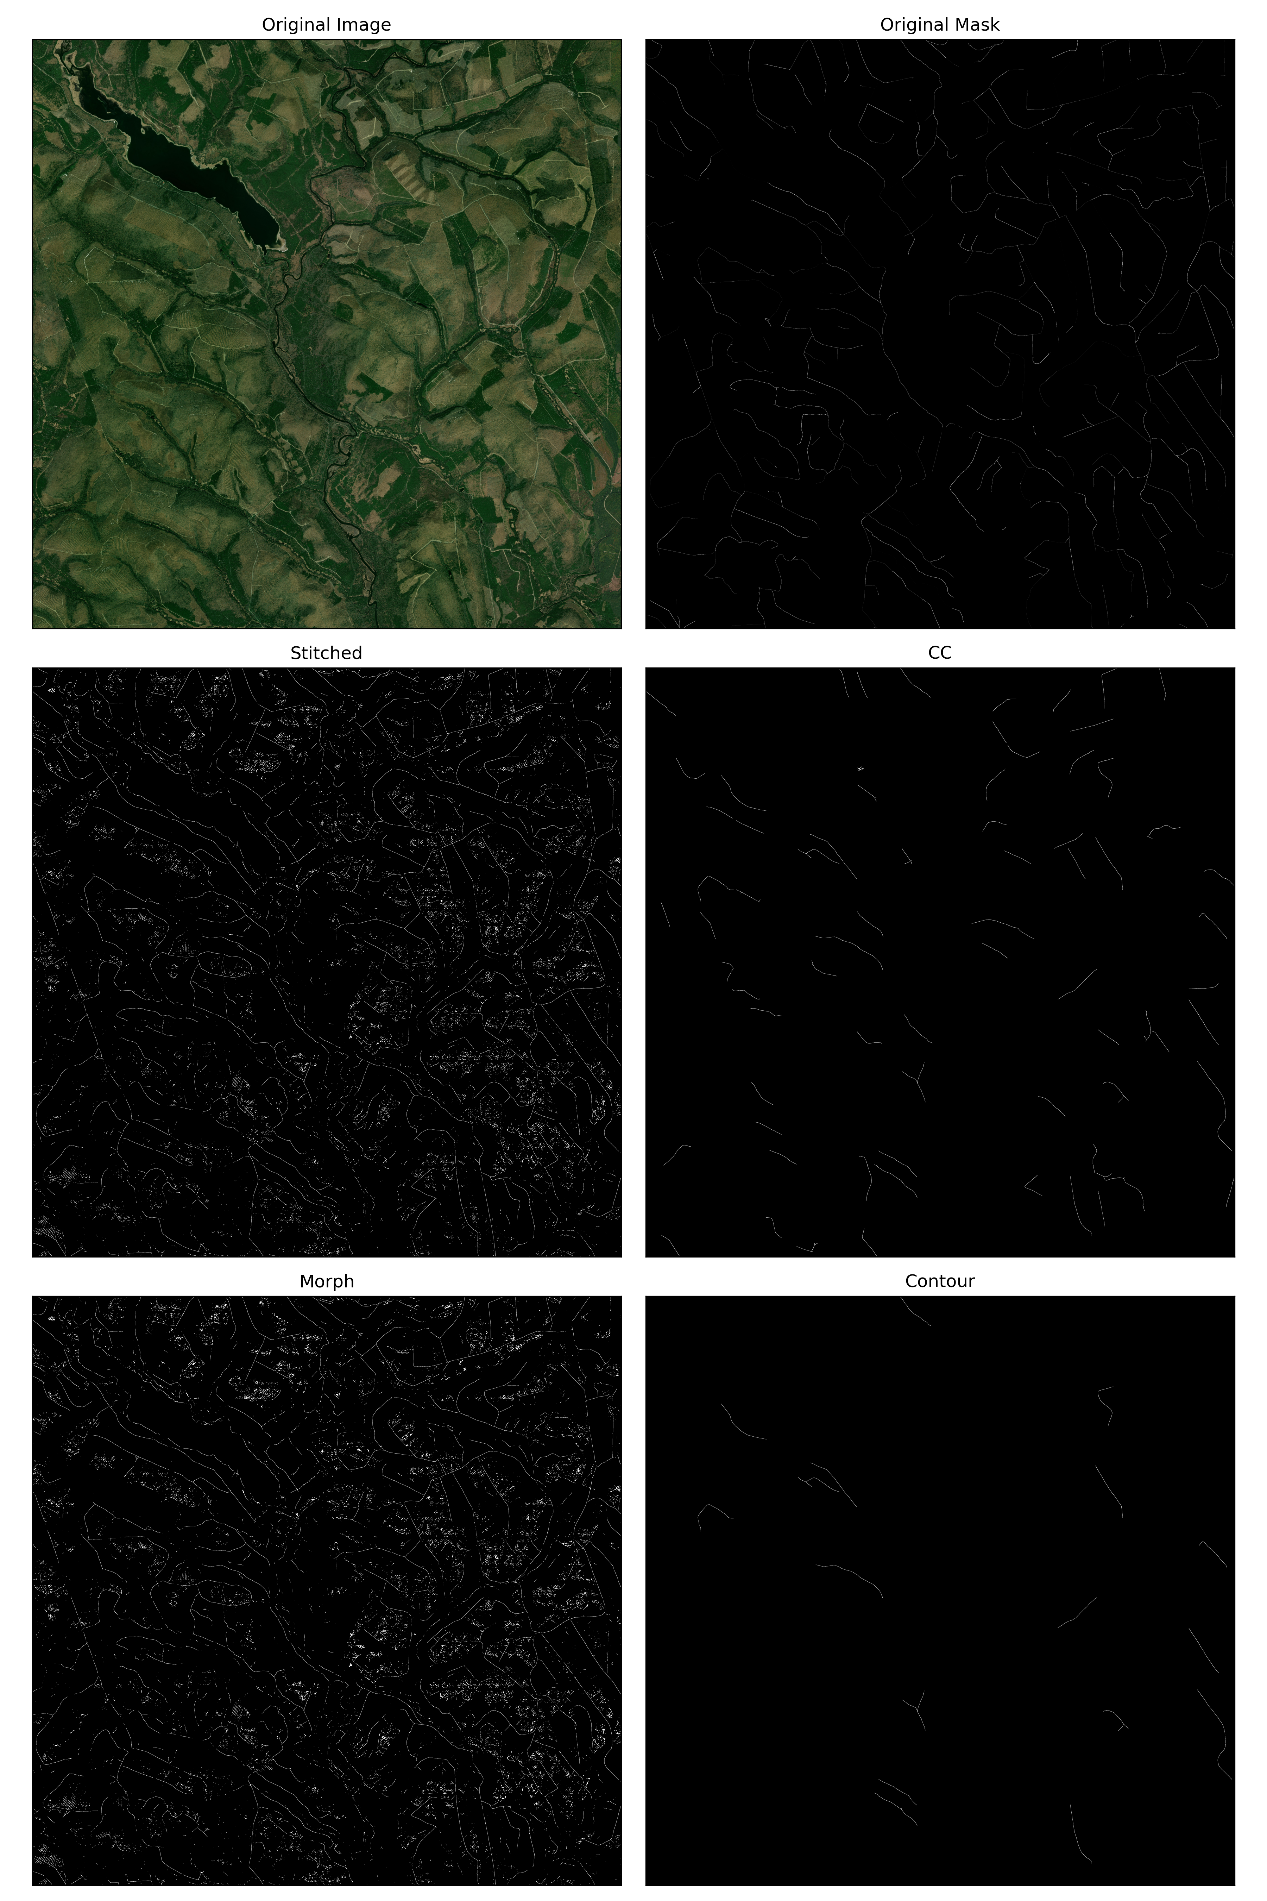 Original Image
Original Mask
Stitched
CC
Morph
Contour